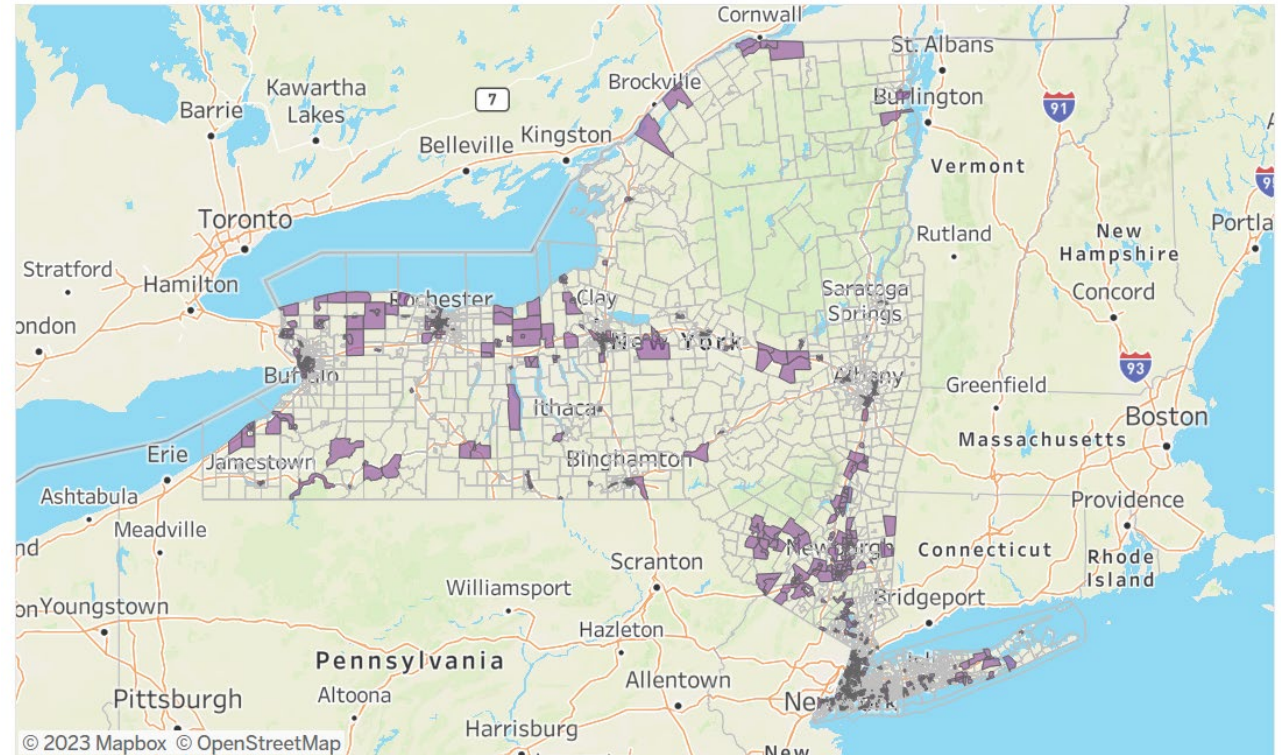 Cornwall
St. Albans
Brockville
Kawartha
Lakes
7
Burlington
91
Barrie
Belleville
Kingston
Vermont
Toronto
Rutland
New
Hampshire
Portla
Stratford
Hamilton
Rochester
Clay
Saratoga
Springs
Concord
ondon
New York
93
Buffalo
Albany
Greenfield
Ithaca
Boston
Erie
Jamestown
Binghamton
Massachusetts
Ashtabula
Providence
Meadville
Newburgh
Connecticut
Rhode
Island
nd
Scranton
on
Youngstown
Williamsport
Bridgeport
Hazleton
Pennsylvania
Allentown
Pittsburgh
Altoona
New York
Harrisburg
New
© 2023 Mapbox © OpenStreetMap